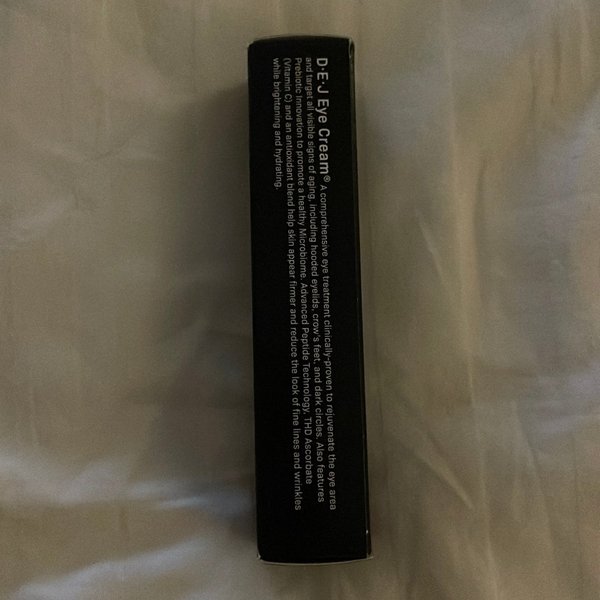 D·E·J Eye Cream® A comprehensive eye treatment clinically-proven to rejuvenate the eye area
and target all visible signs of aging, including hooded eyelids, crow's feet, and dark circles. Also features
Prebiotic Innovation to promote a healthy Microbiome. Advanced Peptide Technology, THD Ascorbate
(Vitamin C) and an antioxidant blend help skin appear firmer and reduce the look of fine lines and wrinkles
while brightening and hydrating.